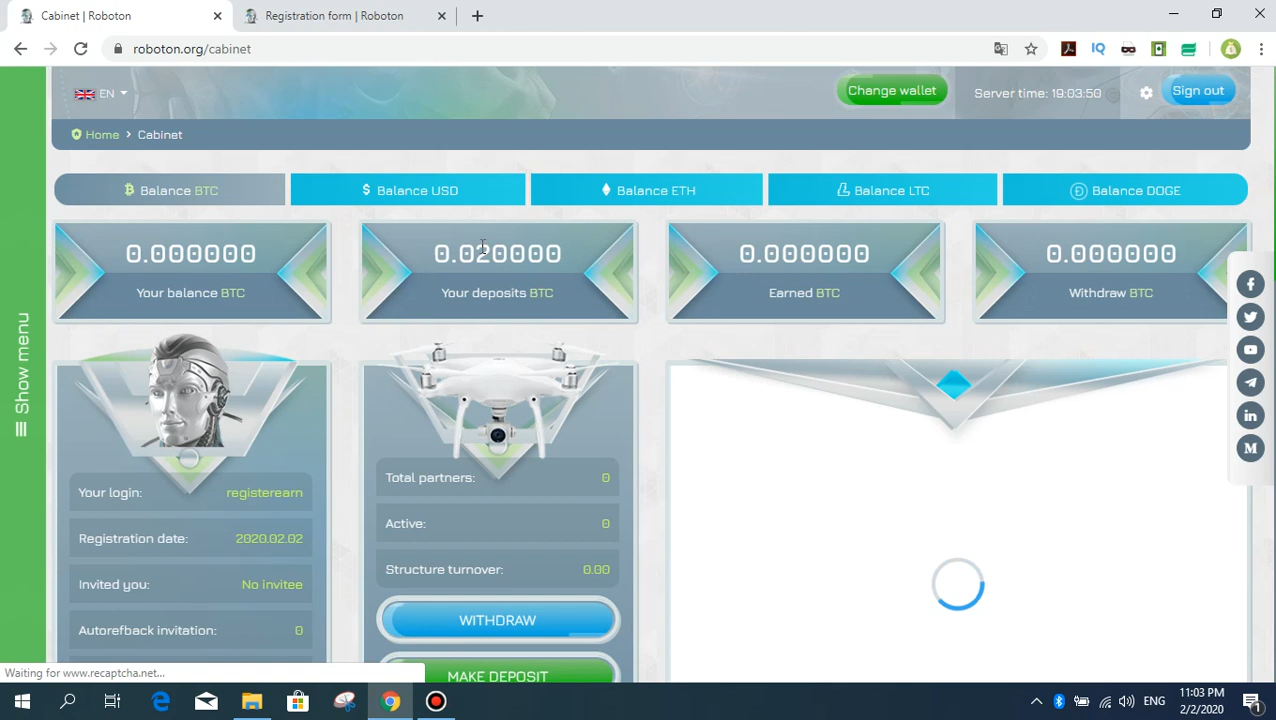 Cabinet | Roboton
Registration form | Roboton
roboton.org/cabinet
EN
Change wallet
Server time: 19:03:50
Sign out
Home > Cabinet
Balance BTC
Balance USD
Balance ETH
Balance LTC
Balance DOGE
0.000000
Your balance BTC
0.020000
Your deposits BTC
0.000000
Earned BTC
0.000000
Withdraw BTC
Show menu
Your login: registerearn
Registration date: 2020.02.02
Invited you: No invitee
Autorefback invitation: 0
Total partners: 0
Active: 0
Structure turnover: 0.00
WITHDRAW
MAKE DEPOSIT
Waiting for www.recaptcha.net...
ENG
11:03 PM
2/2/2020